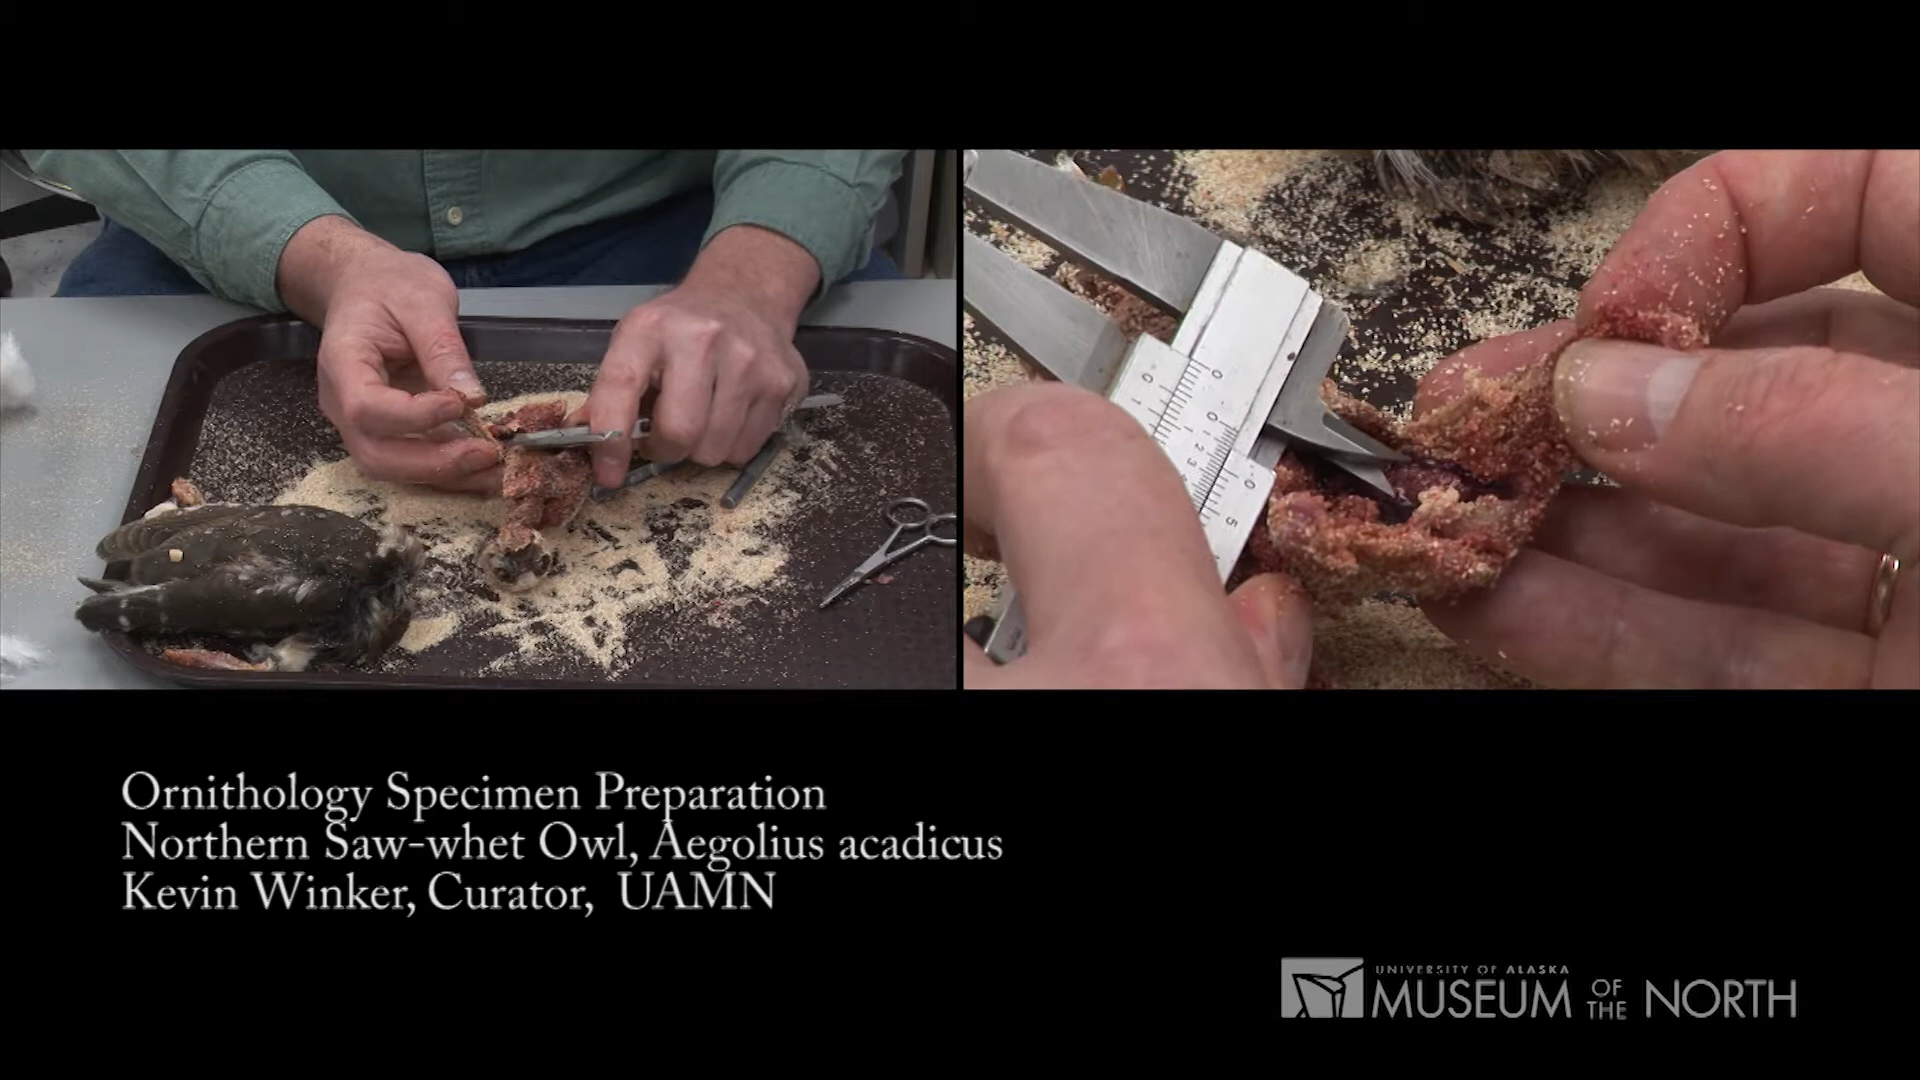 Ornithology Specimen Preparation
Northern Saw-whet Owl, Aegolius acadicus
Kevin Winker, Curator, UAMN
UNIVERSITY OF ALASKA
MUSEUM OF THE NORTH